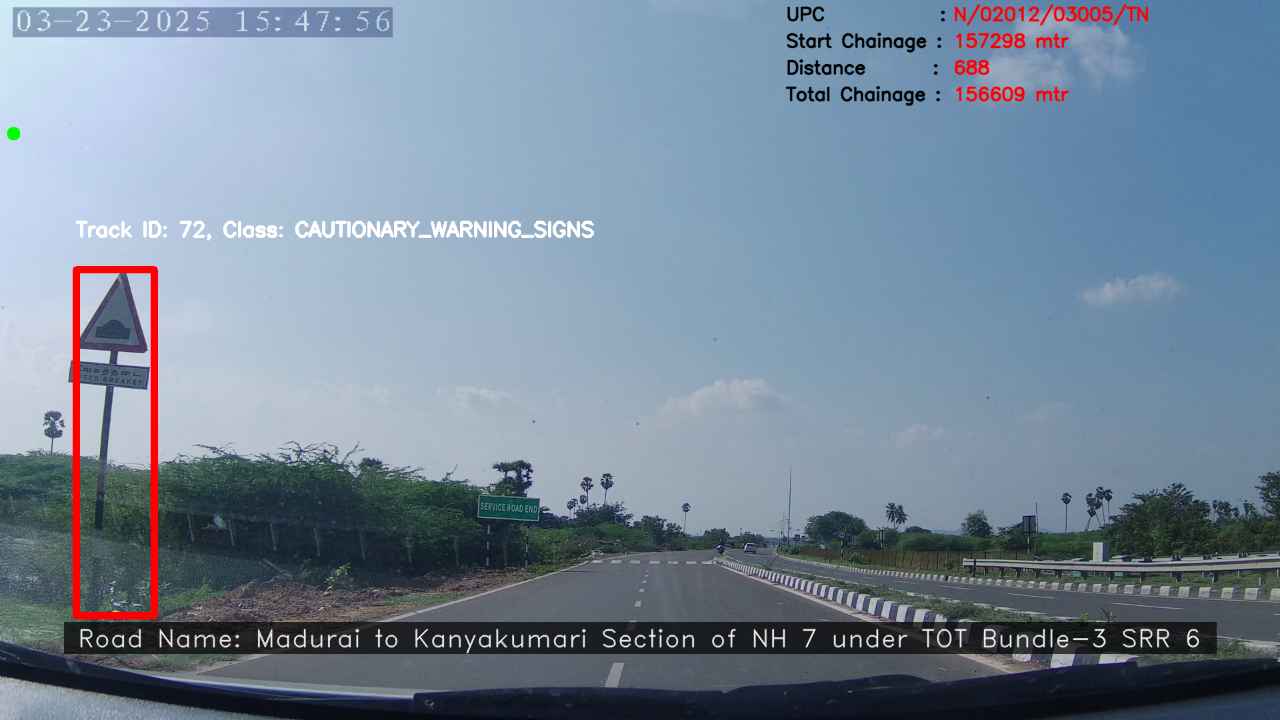 03-23-2025 15:47:56
UPC : N/02012/03005/TN
Start Chainage : 157298 mtr
Distance : 688
Total Chainage : 156609 mtr
Track ID: 72, Class: CAUTIONARY_WARNING_SIGNS
BREAKER
SERVICE ROAD END
Road Name: Madurai to Kanyakumari Section of NH 7 under TOT Bundle-3 SRR 6